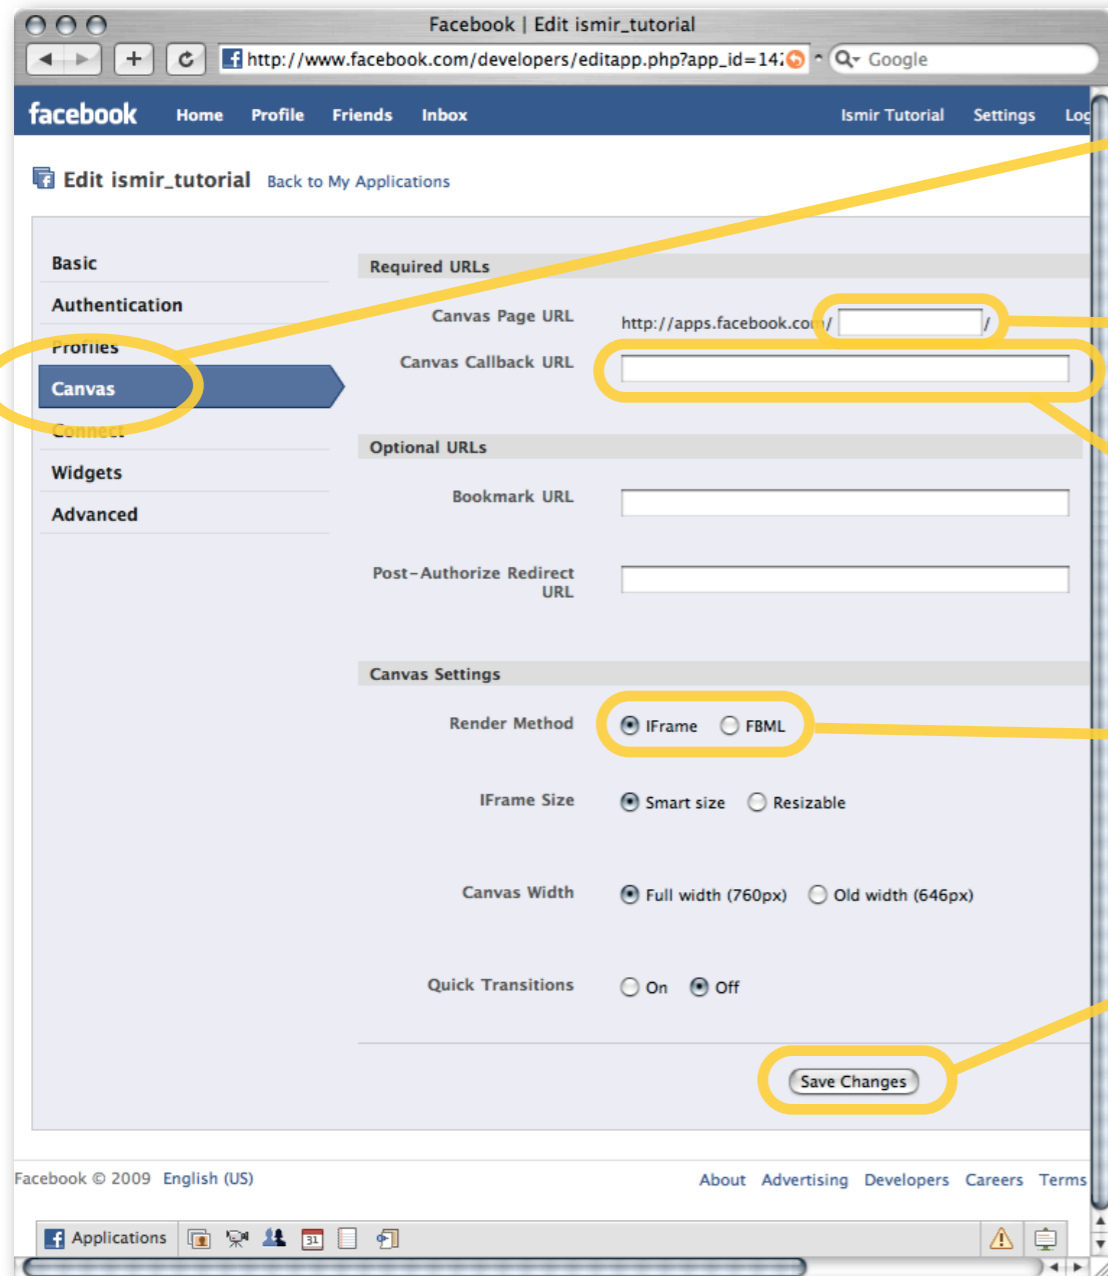 Facebook | Edit ismir_tutorial
http://www.facebook.com/developers/editapp.php?app_id=14 Google
facebook Home Profile Friends Inbox Ismir Tutorial Settings Log
Edit ismir_tutorial Back to My Applications
Basic
Authentication
Profiles
Canvas
Connect
Widgets
Advanced
Required URLs
Canvas Page URL http://apps.facebook.com/ /
Canvas Callback URL
Optional URLs
Bookmark URL
Post-Authorize Redirect
URL
Canvas Settings
Render Method IFrame FBML
IFrame Size Smart size Resizable
Canvas Width Full width (760px) Old width (646px)
Quick Transitions On Off
Save Changes
Facebook © 2009 English (US) About Advertising Developers Careers Terms
Applications 31